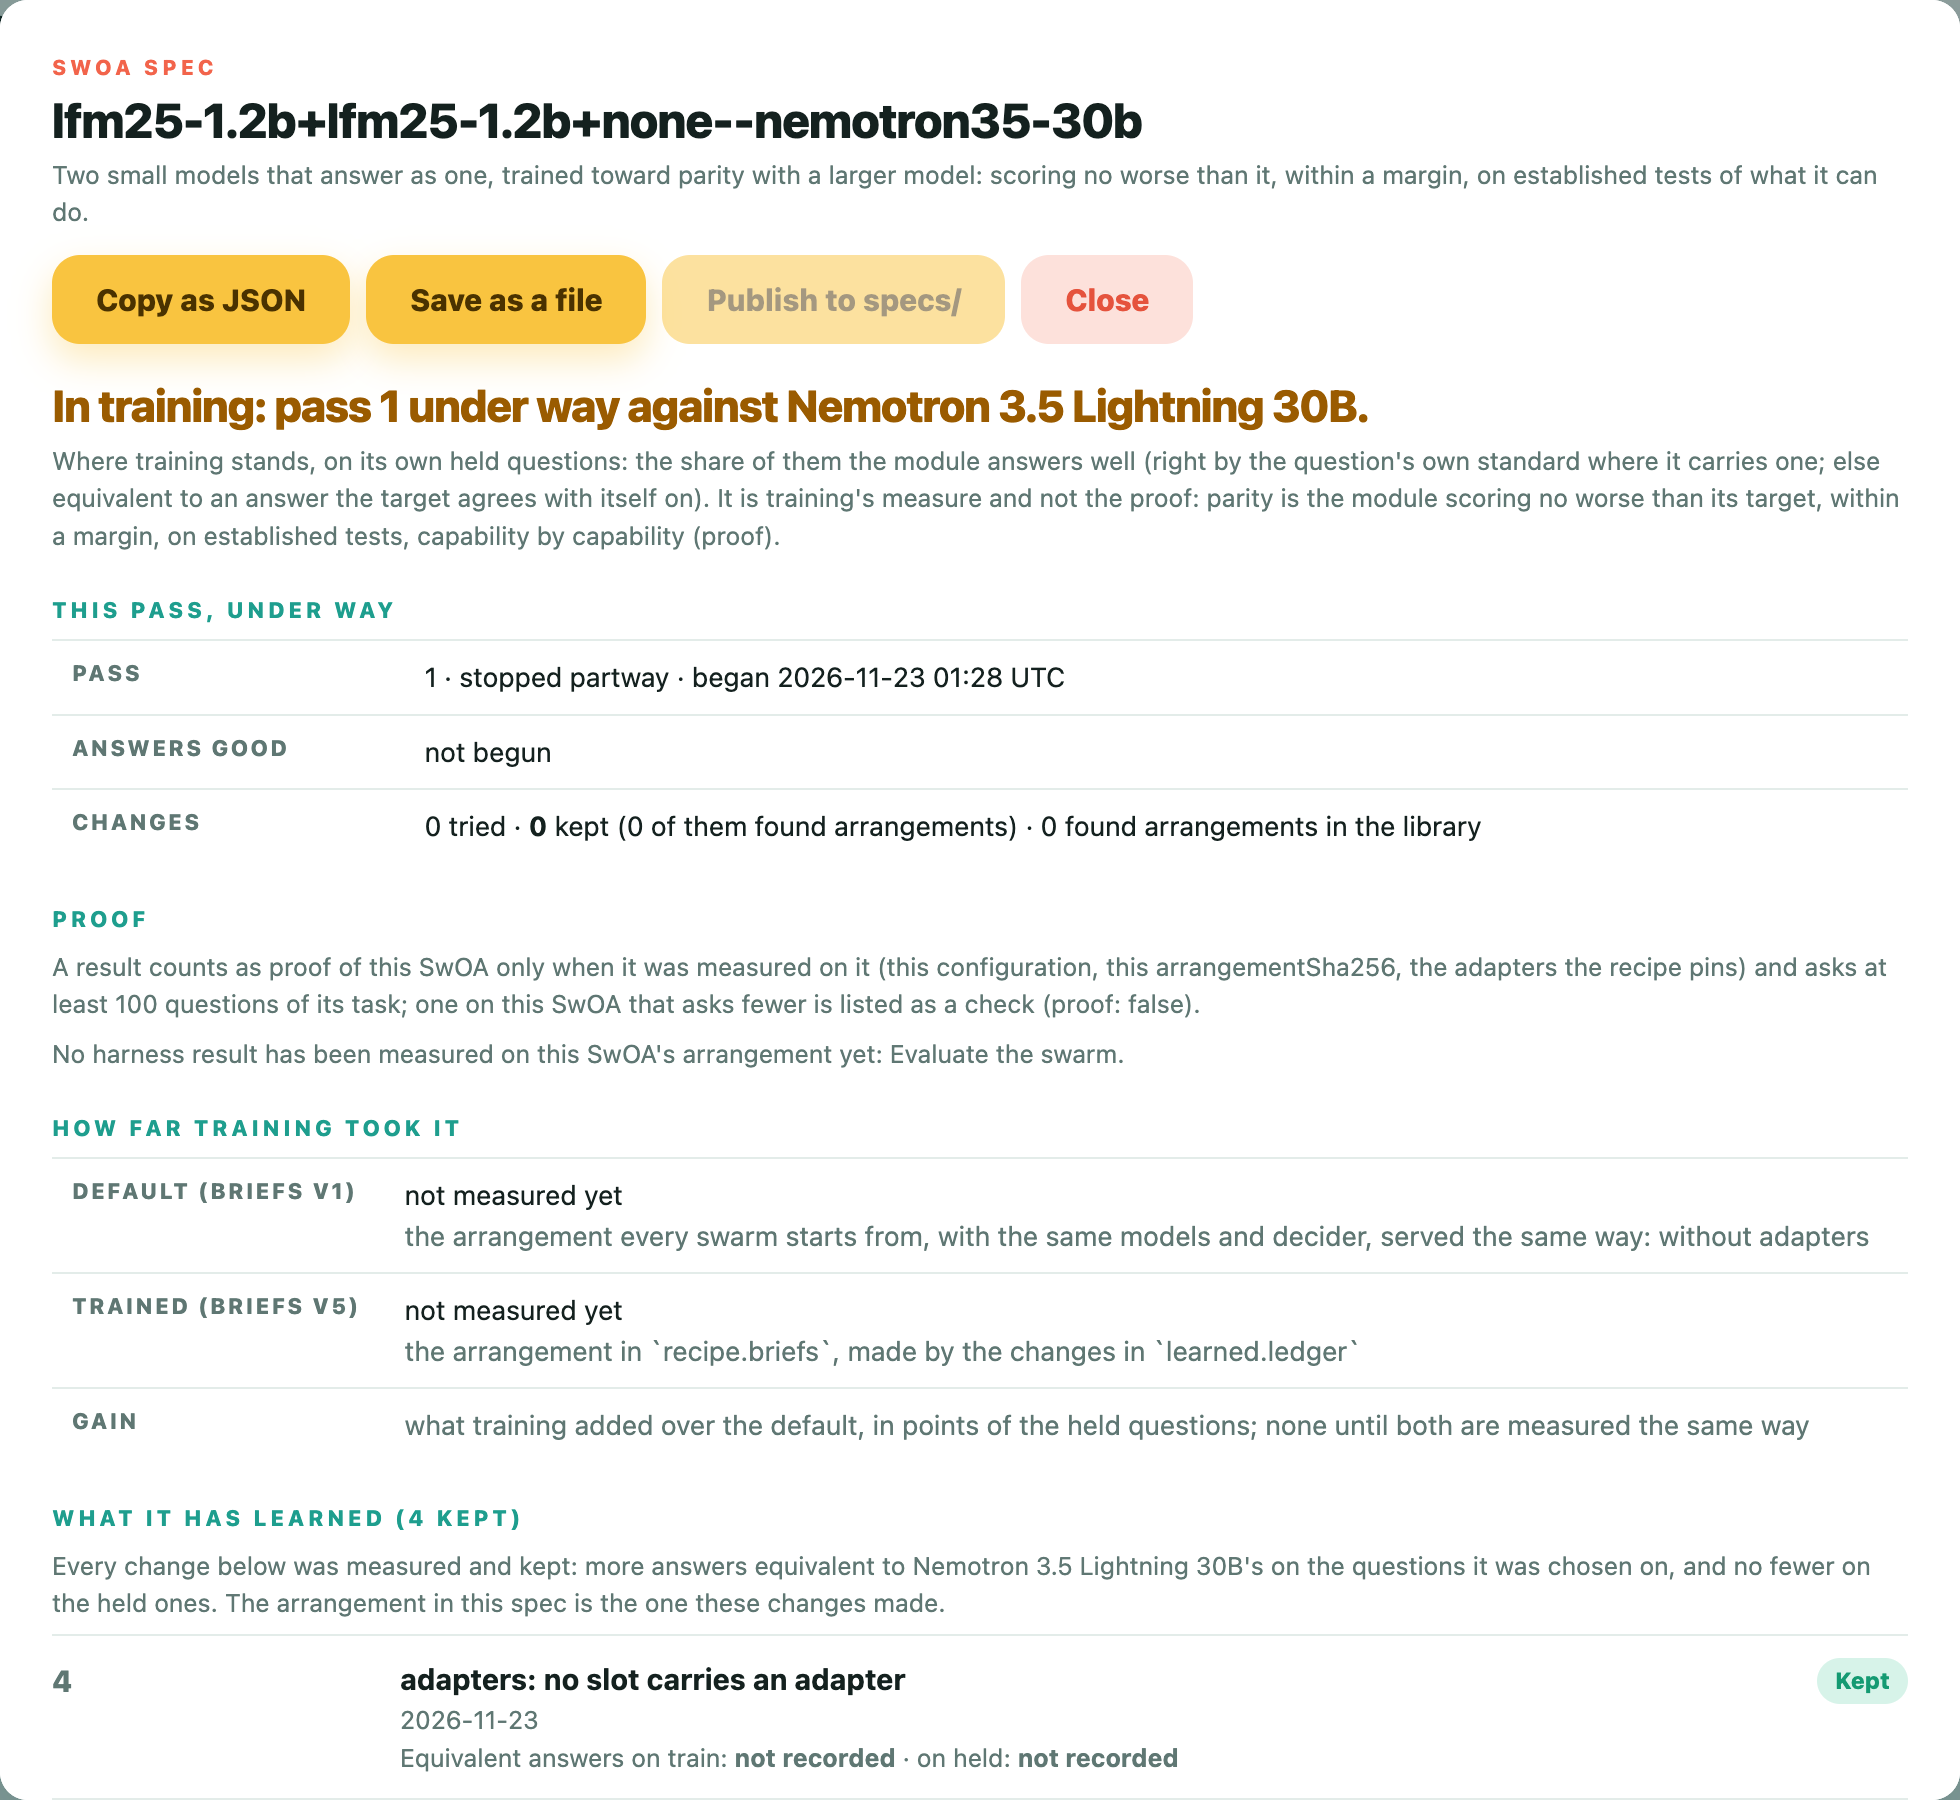 SWOA SPEC
lfm25-1.2b+lfm25-1.2b+none--nemotron35-30b
Two small models that answer as one, trained toward parity with a larger model: scoring no worse than it, within a margin, on established tests of what it can
do.
Copy as JSON
Save as a file
Publish to specs/
Close
In training: pass 1 under way against Nemotron 3.5 Lightning 30B.
Where training stands, on its own held questions: the share of them the module answers well (right by the question's own standard where it carries one; else
equivalent to an answer the target agrees with itself on). It is training's measure and not the proof: parity is the module scoring no worse than its target, within
a margin, on established tests, capability by capability (proof).
THIS PASS, UNDER WAY
PASS
1 · stopped partway · began 2026-11-23 01:28 UTC
ANSWERS GOOD
not begun
CHANGES
0 tried · 0 kept (0 of them found arrangements) · 0 found arrangements in the library
PROOF
A result counts as proof of this SwOA only when it was measured on it (this configuration, this arrangementSha256, the adapters the recipe pins) and asks at
least 100 questions of its task; one on this SwOA that asks fewer is listed as a check (proof: false).
No harness result has been measured on this SwOA's arrangement yet: Evaluate the swarm.
HOW FAR TRAINING TOOK IT
DEFAULT (BRIEFS V1)
not measured yet
the arrangement every swarm starts from, with the same models and decider, served the same way: without adapters
TRAINED (BRIEFS V5)
not measured yet
the arrangement in `recipe.briefs`, made by the changes in `learned.ledger`
GAIN
what training added over the default, in points of the held questions; none until both are measured the same way
WHAT IT HAS LEARNED (4 KEPT)
Every change below was measured and kept: more answers equivalent to Nemotron 3.5 Lightning 30B's on the questions it was chosen on, and no fewer on
the held ones. The arrangement in this spec is the one these changes made.
4
adapters: no slot carries an adapter
Kept
2026-11-23
Equivalent answers on train: not recorded · on held: not recorded